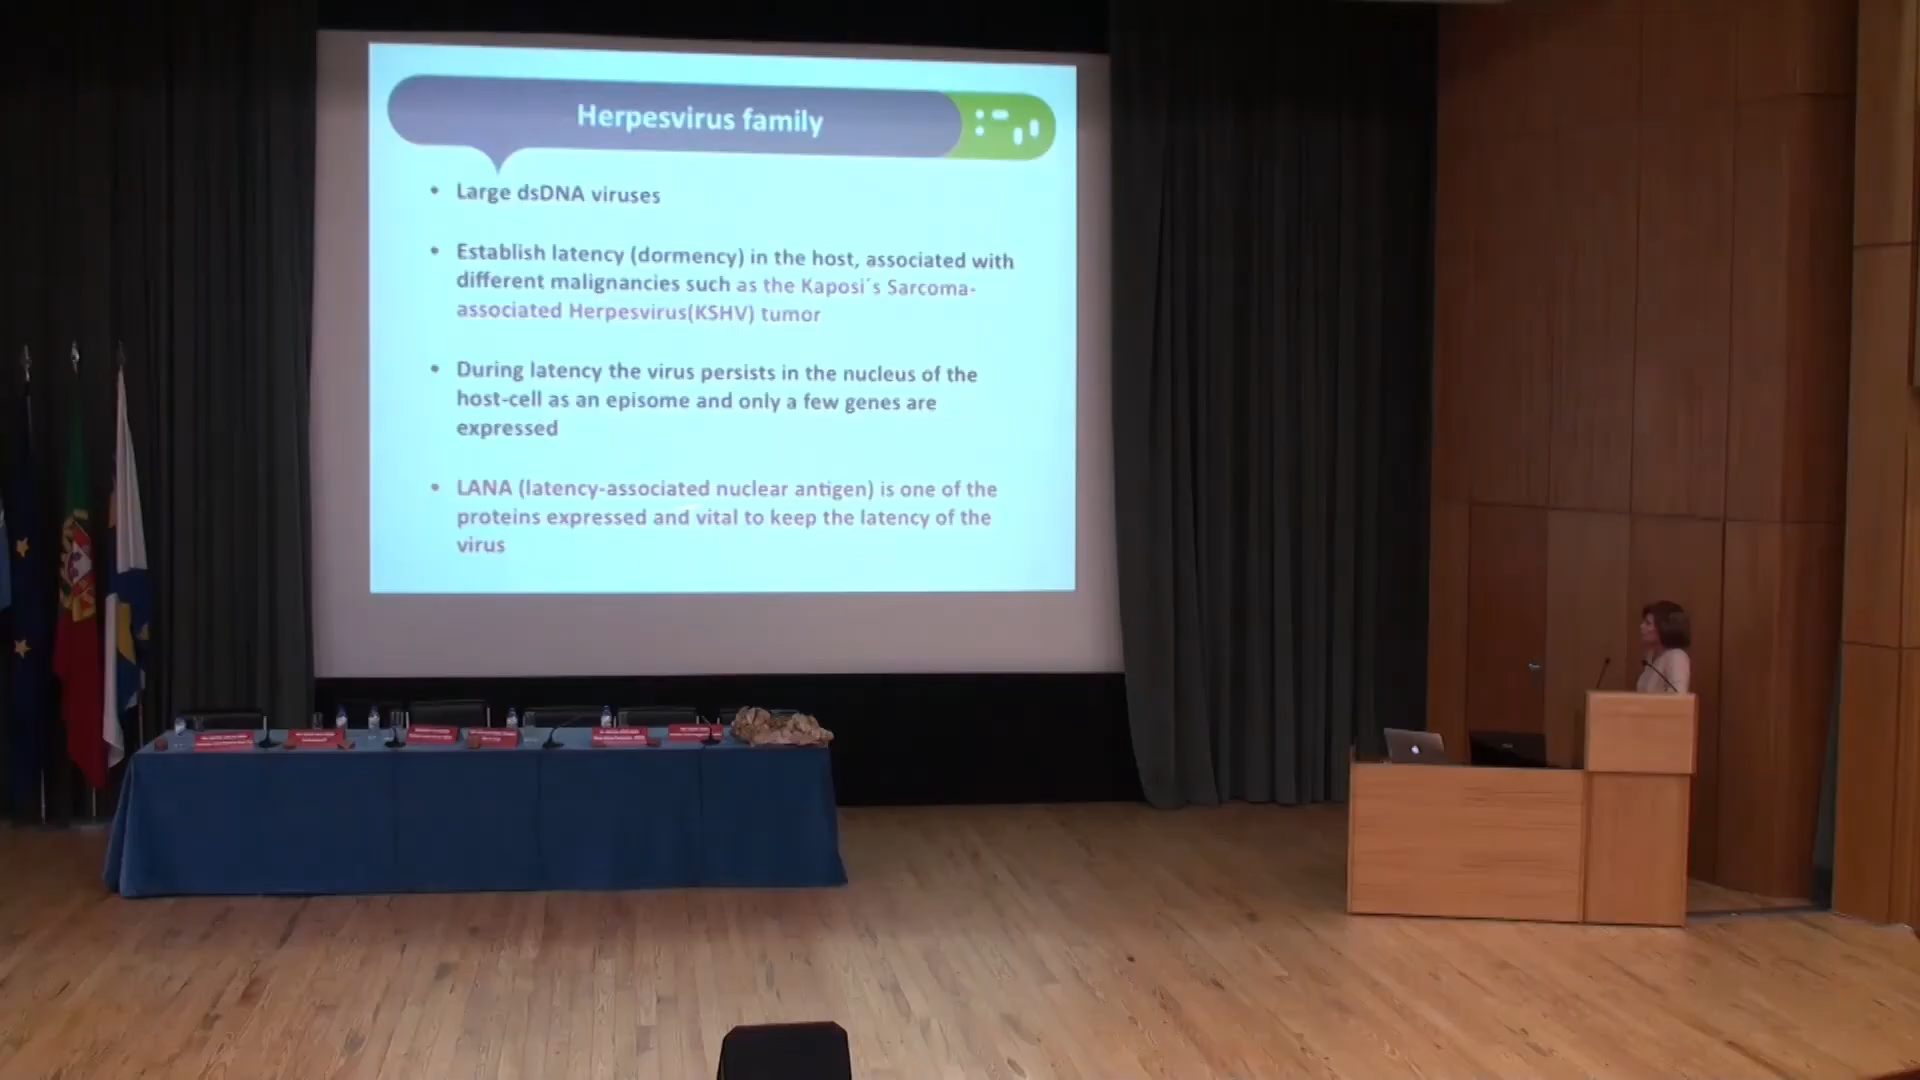 Herpesvirus family
• Large dsDNA viruses
• Establish latency (dormency) in the host, associated with
different malignancies such as the Kaposi´s Sarcoma-
associated Herpesvirus(KSHV) tumor
• During latency the virus persists in the nucleus of the
host-cell as an episome and only a few genes are
expressed
• LANA (latency-associated nuclear antigen) is one of the
proteins expressed and vital to keep the latency of the
virus